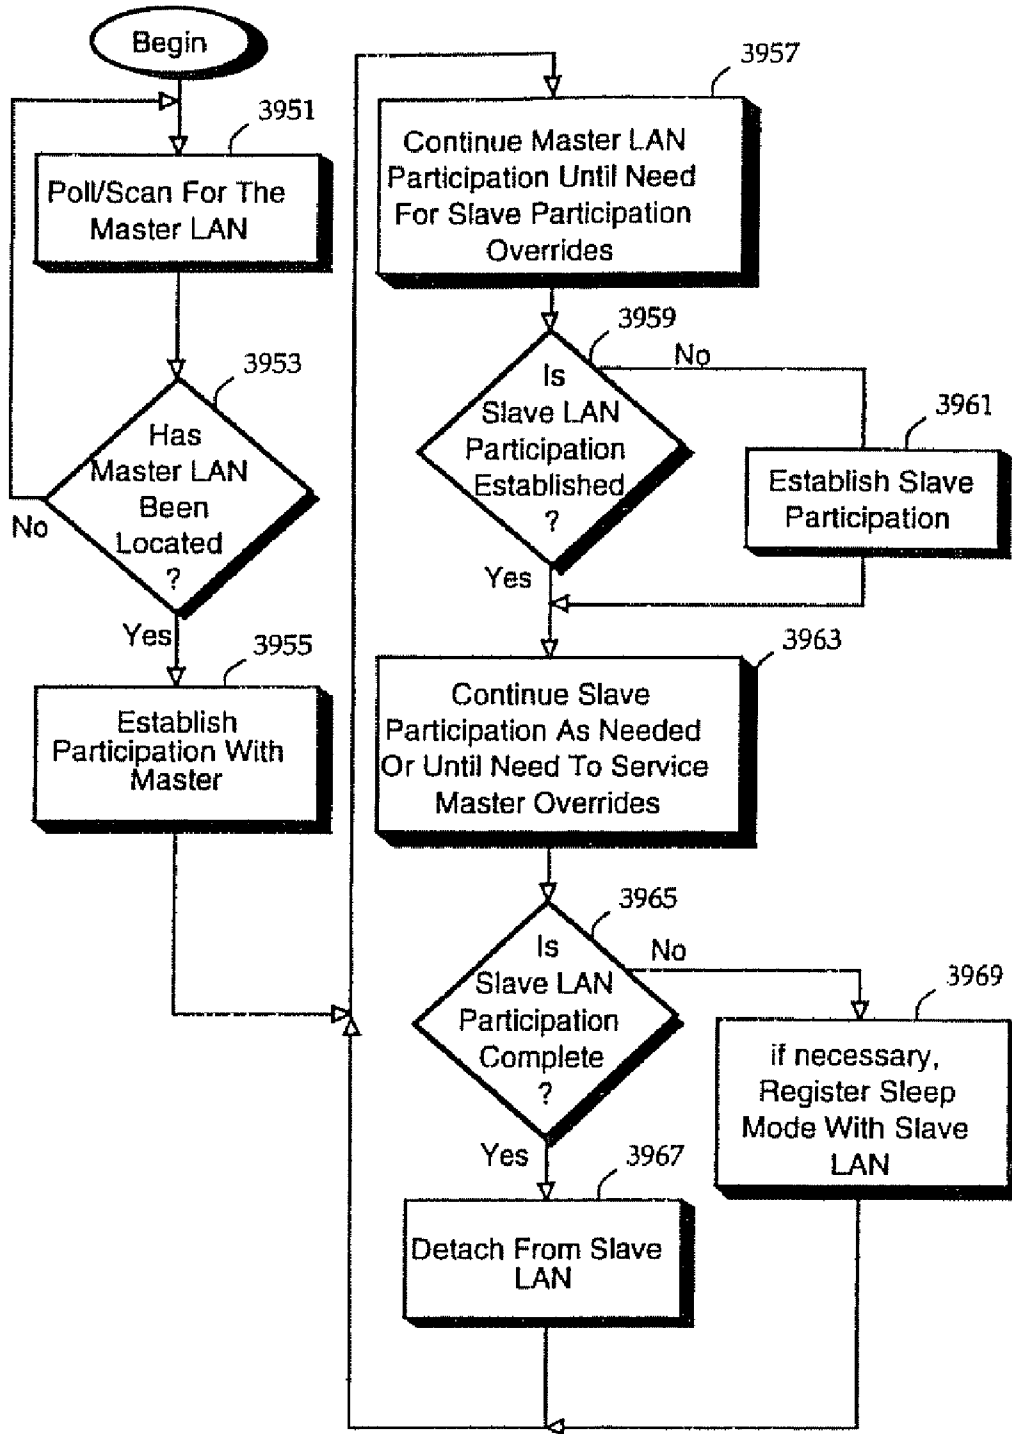 Begin
3951
Poll/Scan For The
Master LAN
3953
Has
Master LAN
Been
Located
?
No
Yes
3955
Establish
Participation With
Master
3957
Continue Master LAN
Participation Until Need
For Slave Participation
Overrides
3959
Is
Slave LAN
Participation
Established
?
No
Yes
3961
Establish Slave
Participation
3963
Continue Slave
Participation As Needed
Or Until Need To Service
Master Overrides
3965
Is
Slave LAN
Participation
Complete
?
No
Yes
3967
Detach From Slave
LAN
3969
if necessary,
Register Sleep
Mode With Slave
LAN